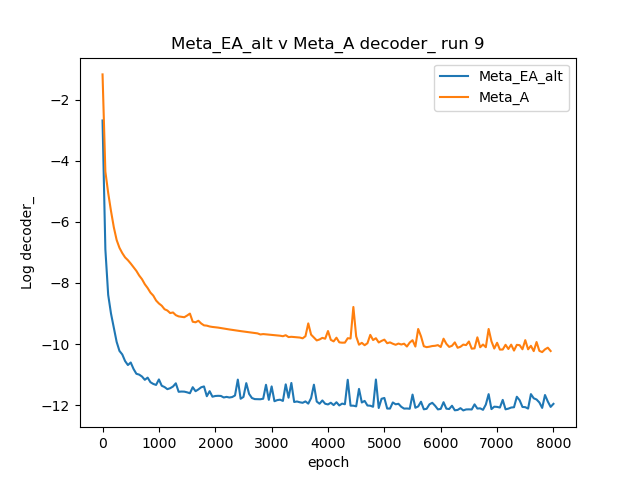 Meta_EA_alt v Meta_A decoder_ run 9
Meta_EA_alt
Meta_A
Log decoder_
−2
−4
−6
−8
−10
−12
0 1000 2000 3000 4000 5000 6000 7000 8000
epoch